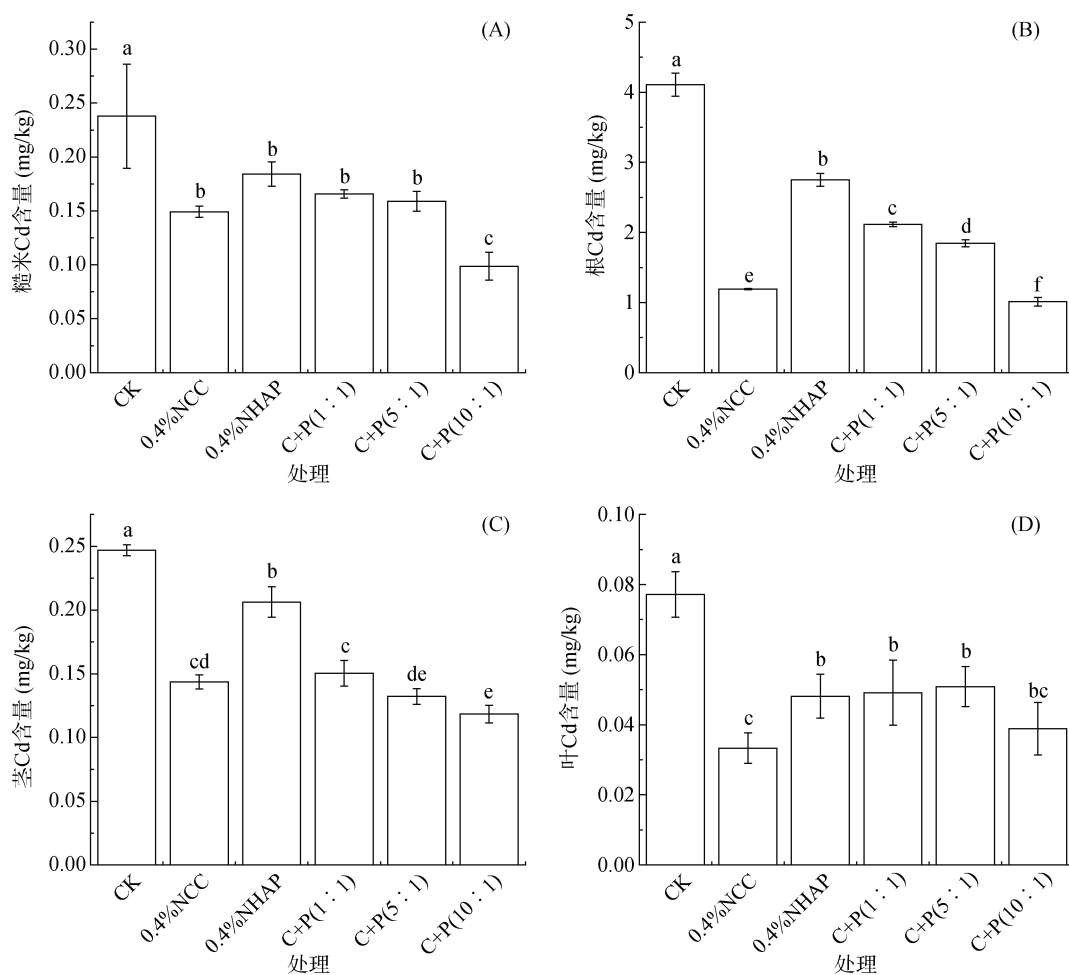 (A)
糙米Cd含量 (mg/kg)
0.30
0.25
0.20
0.15
0.10
0.05
0.00
a
b
b
b
b
c
CK
0.4%NCC
0.4%NHAP
C+P(1∶1)
C+P(5∶1)
C+P(10∶1)
处理
(B)
根Cd含量 (mg/kg)
5
4
3
2
1
0
a
e
b
c
d
f
CK
0.4%NCC
0.4%NHAP
C+P(1∶1)
C+P(5∶1)
C+P(10∶1)
处理
(C)
茎Cd含量 (mg/kg)
0.25
0.20
0.15
0.10
0.05
0.00
a
cd
b
c
de
e
CK
0.4%NCC
0.4%NHAP
C+P(1∶1)
C+P(5∶1)
C+P(10∶1)
处理
(D)
叶Cd含量 (mg/kg)
0.10
0.08
0.06
0.04
0.02
0.00
a
c
b
b
b
bc
CK
0.4%NCC
0.4%NHAP
C+P(1∶1)
C+P(5∶1)
C+P(10∶1)
处理